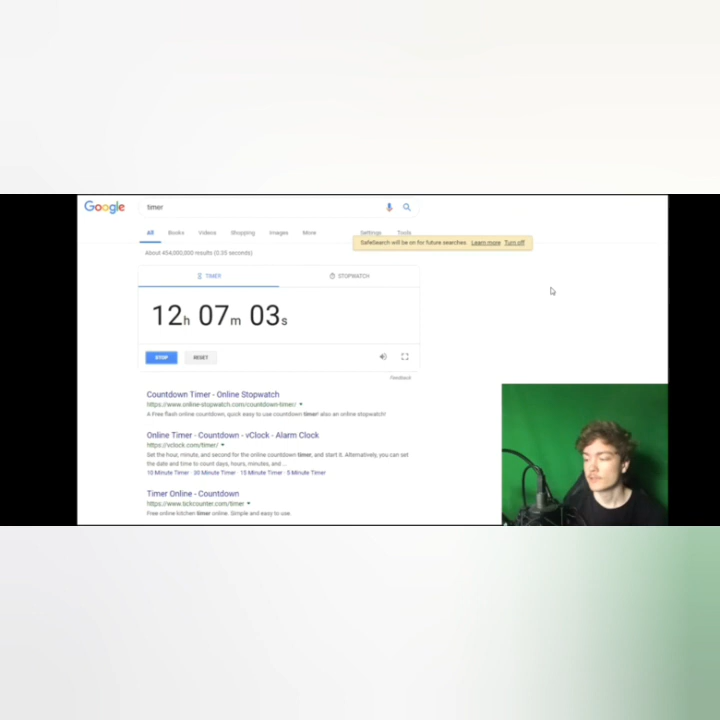 Google timer
All Books Videos Shopping Images More Settings Tools
SafeSearch will be on for future searches. Learn more Turn off
About 454,000,000 results (0.35 seconds)
TIMER STOPWATCH
12h 07m 03s
STOP RESET
Feedback
Countdown Timer - Online Stopwatch
https://www.online-stopwatch.com/countdown-timer/
A Free flash online countdown, quick easy to use countdown timer! also an online stopwatch!
Online Timer - Countdown - vClock - Alarm Clock
https://vclock.com/timer/
Set the hour, minute, and second for the online countdown timer, and start it. Alternatively, you can set
the date and time to count days, hours, minutes, and ...
10 Minute Timer · 30 Minute Timer · 15 Minute Timer · 5 Minute Timer
Timer Online - Countdown
https://www.tickcounter.com/timer
Free online kitchen timer online. Simple and easy to use.